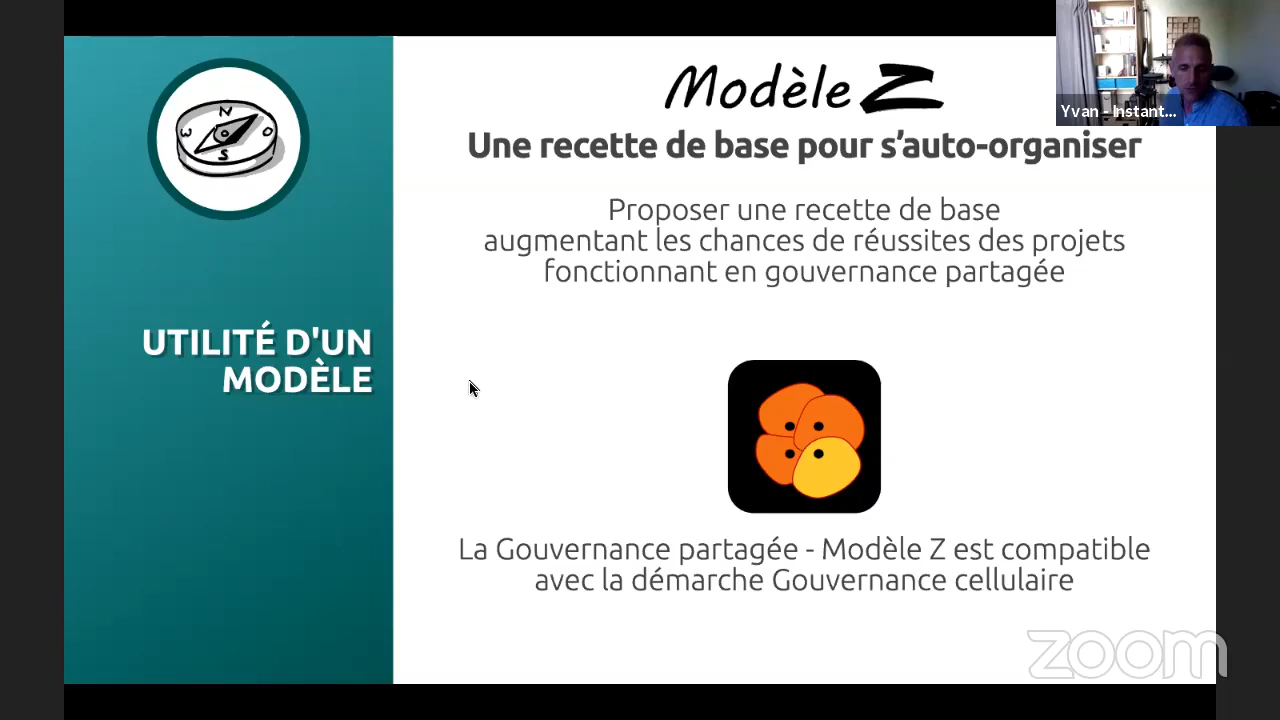 Modèle Z
Une recette de base pour s'auto-organiser
Yvan - Instant...
N
W
O
S
Proposer une recette de base
augmentant les chances de réussites des projets
fonctionnant en gouvernance partagée
UTILITÉ D'UN
MODÈLE
La Gouvernance partagée - Modèle Z est compatible
avec la démarche Gouvernance cellulaire
zoom